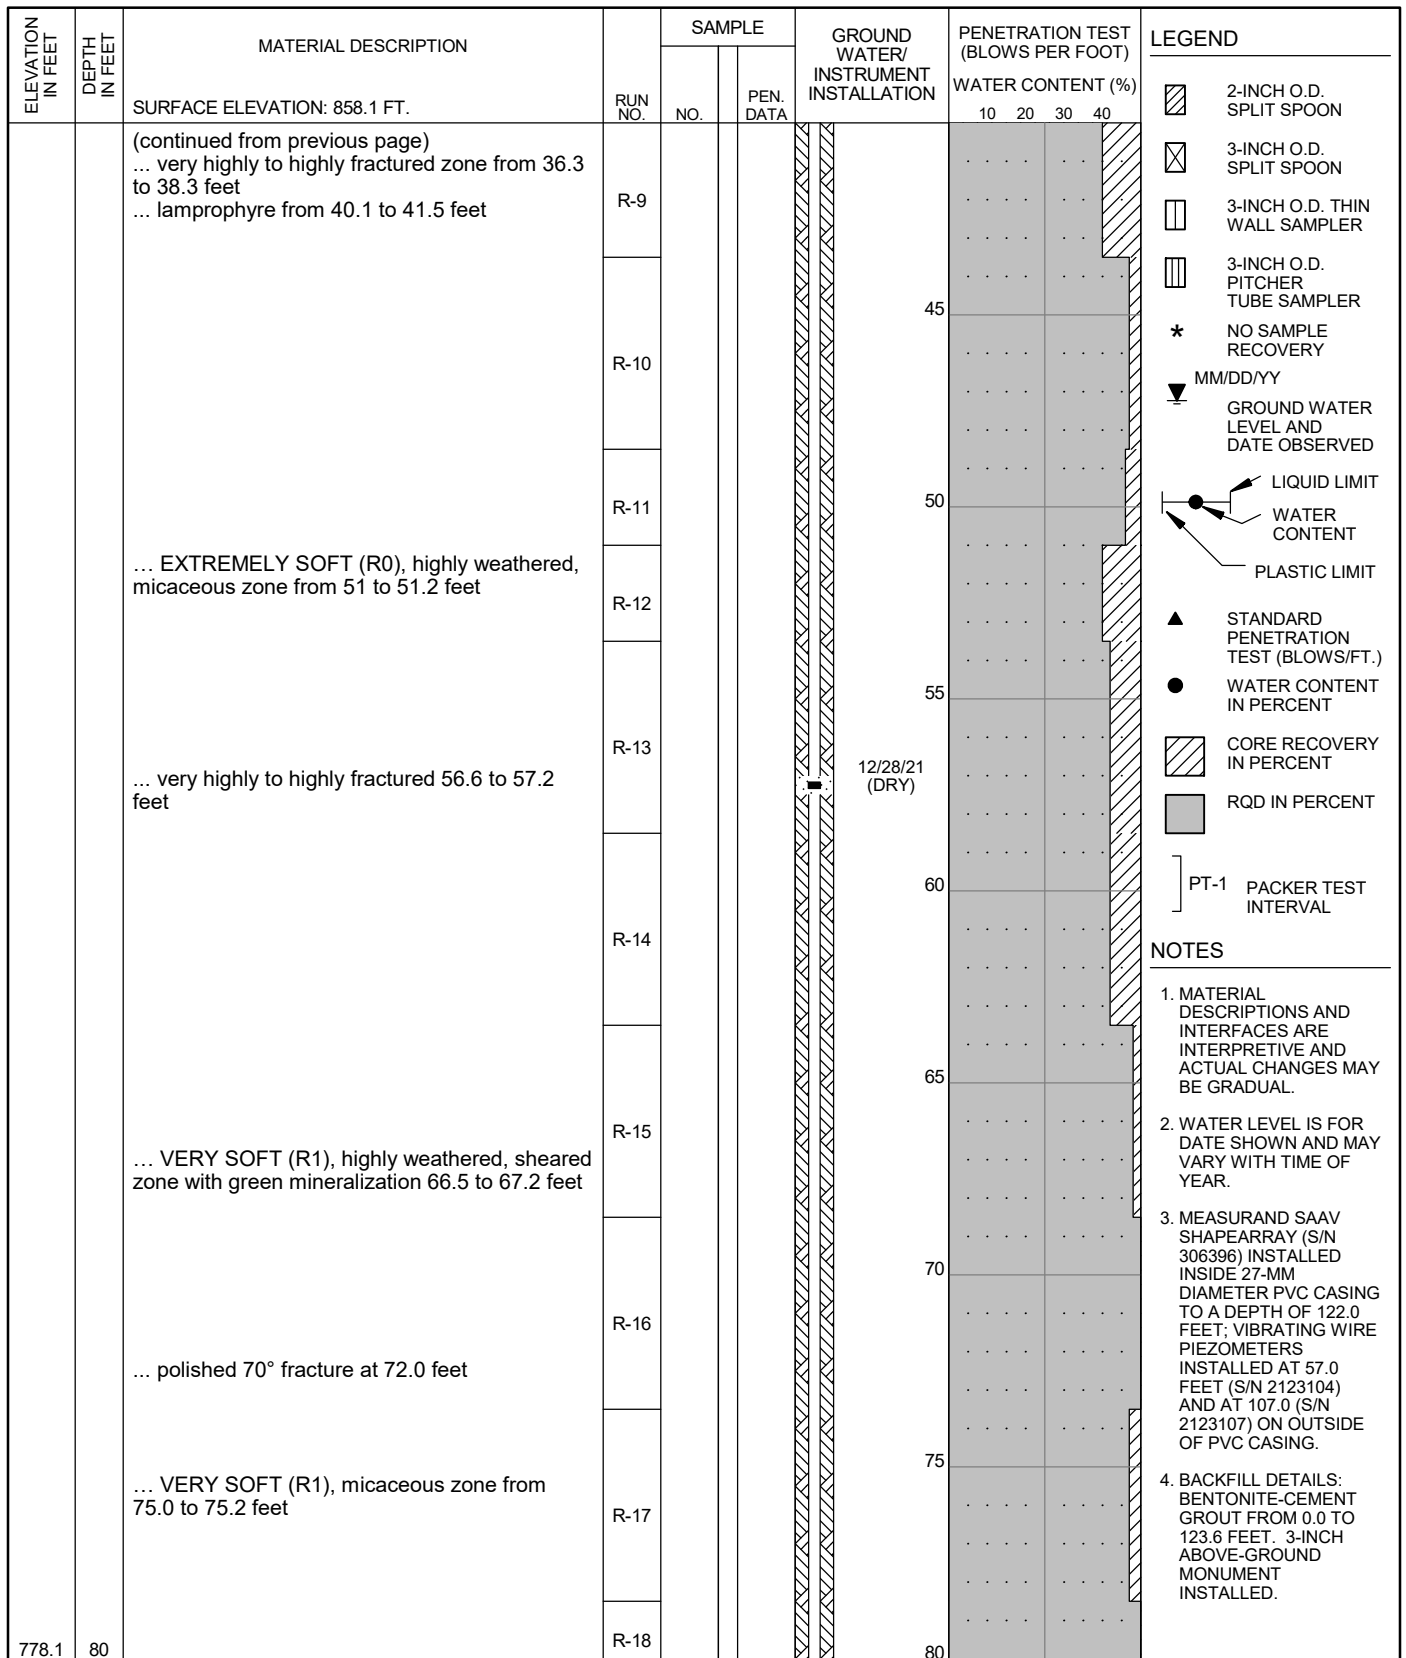 ELEVATION
IN FEET
DEPTH
IN FEET
MATERIAL DESCRIPTION
SURFACE ELEVATION: 858.1 FT.
RUN
NO.
SAMPLE
NO.
PEN.
DATA
GROUND
WATER/
INSTRUMENT
INSTALLATION
PENETRATION TEST
(BLOWS PER FOOT)
WATER CONTENT (%)
10 20 30 40
(continued from previous page)
... very highly to highly fractured zone from 36.3
to 38.3 feet
... lamprophyre from 40.1 to 41.5 feet
R-9
45
R-10
50
R-11
… EXTREMELY SOFT (R0), highly weathered,
micaceous zone from 51 to 51.2 feet
R-12
55
R-13
... very highly to highly fractured 56.6 to 57.2
feet
12/28/21
(DRY)
60
R-14
65
R-15
… VERY SOFT (R1), highly weathered, sheared
zone with green mineralization 66.5 to 67.2 feet
70
R-16
... polished 70° fracture at 72.0 feet
75
… VERY SOFT (R1), micaceous zone from
75.0 to 75.2 feet
R-17
R-18
778.1 80
80
LEGEND
2-INCH O.D.
SPLIT SPOON
3-INCH O.D.
SPLIT SPOON
3-INCH O.D. THIN
WALL SAMPLER
3-INCH O.D.
PITCHER
TUBE SAMPLER
* NO SAMPLE
RECOVERY
MM/DD/YY
GROUND WATER
LEVEL AND
DATE OBSERVED
LIQUID LIMIT
WATER
CONTENT
PLASTIC LIMIT
STANDARD
PENETRATION
TEST (BLOWS/FT.)
WATER CONTENT
IN PERCENT
CORE RECOVERY
IN PERCENT
RQD IN PERCENT
PT-1 PACKER TEST
INTERVAL
NOTES
1. MATERIAL
DESCRIPTIONS AND
INTERFACES ARE
INTERPRETIVE AND
ACTUAL CHANGES MAY
BE GRADUAL.
2. WATER LEVEL IS FOR
DATE SHOWN AND MAY
VARY WITH TIME OF
YEAR.
3. MEASURAND SAAV
SHAPEARRAY (S/N
306396) INSTALLED
INSIDE 27-MM
DIAMETER PVC CASING
TO A DEPTH OF 122.0
FEET; VIBRATING WIRE
PIEZOMETERS
INSTALLED AT 57.0
FEET (S/N 2123104)
AND AT 107.0 (S/N
2123107) ON OUTSIDE
OF PVC CASING.
4. BACKFILL DETAILS:
BENTONITE-CEMENT
GROUT FROM 0.0 TO
123.6 FEET. 3-INCH
ABOVE-GROUND
MONUMENT
INSTALLED.